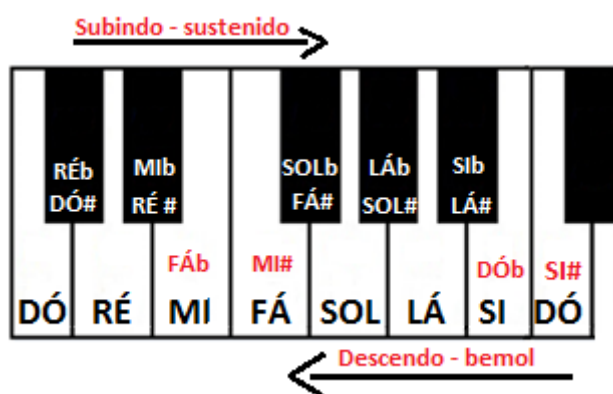 Subindo - sustenido
RÉb MIb SOLb LÁb SIb
DÓ# RÉ # FÁ# SOL# LÁ#
FÁb MI# DÓb SI#
DÓ RÉ MI FÁ SOL LÁ SI DÓ
Descendo - bemol